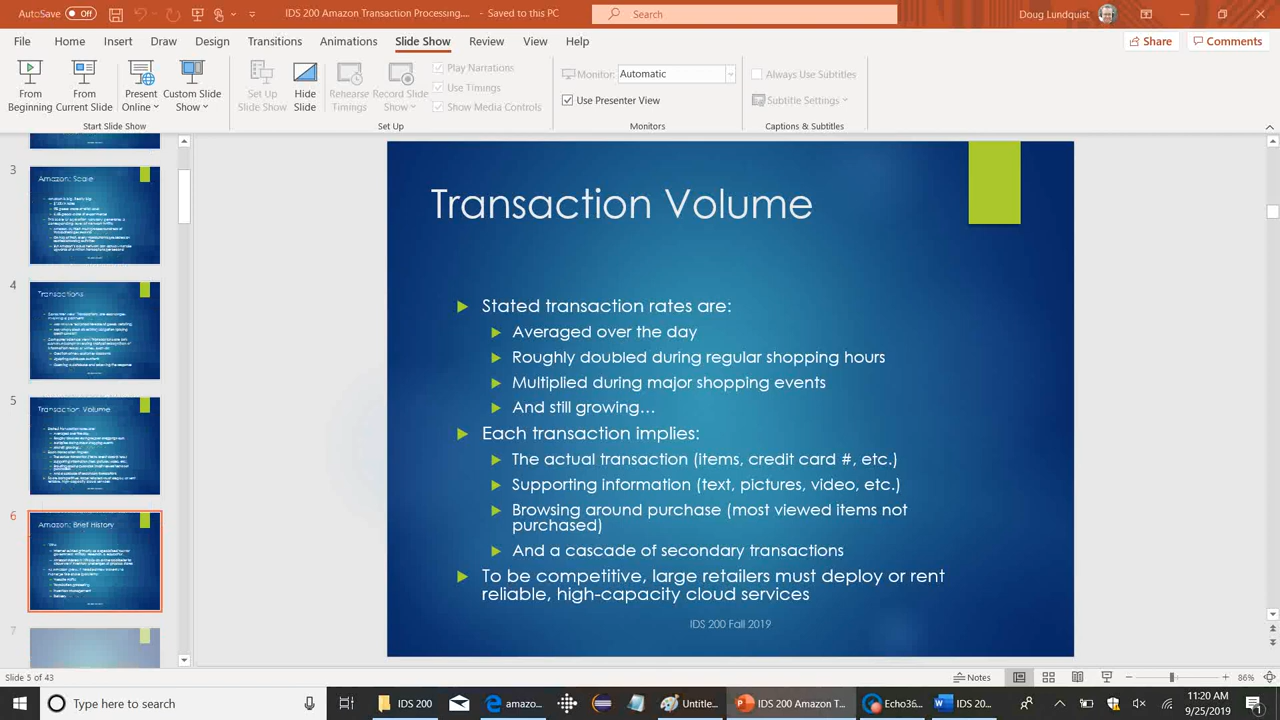 AutoSave Off IDS 200 Amazon Transaction Processing.... - Saved to this PC Search Doug Lundquist
File Home Insert Draw Design Transitions Animations Slide Show Review View Help Share Comments
From Beginning
From Current Slide
Present Online
Custom Slide Show
Set Up Slide Show
Hide Slide
Rehearse Timings
Record Slide Show
Play Narrations
Use Timings
Show Media Controls
Monitor: Automatic
Use Presenter View
Always Use Subtitles
Subtitle Settings
Start Slide Show Set Up Monitors Captions & Subtitles
3
Amazon: Scale
4
Transactions
5
Transaction Volume
6
Amazon: Brief History
7
Transaction Volume
Stated transaction rates are:
Averaged over the day
Roughly doubled during regular shopping hours
Multiplied during major shopping events
And still growing…
Each transaction implies:
The actual transaction (items, credit card #, etc.)
Supporting information (text, pictures, video, etc.)
Browsing around purchase (most viewed items not
purchased)
And a cascade of secondary transactions
To be competitive, large retailers must deploy or rent
reliable, high-capacity cloud services
IDS 200 Fall 2019
Slide 5 of 43 Notes 86%
Type here to search IDS 200 amazo... Untitle... IDS 200 Amazon T... Echo36... IDS 20... 11:20 AM
9/25/2019